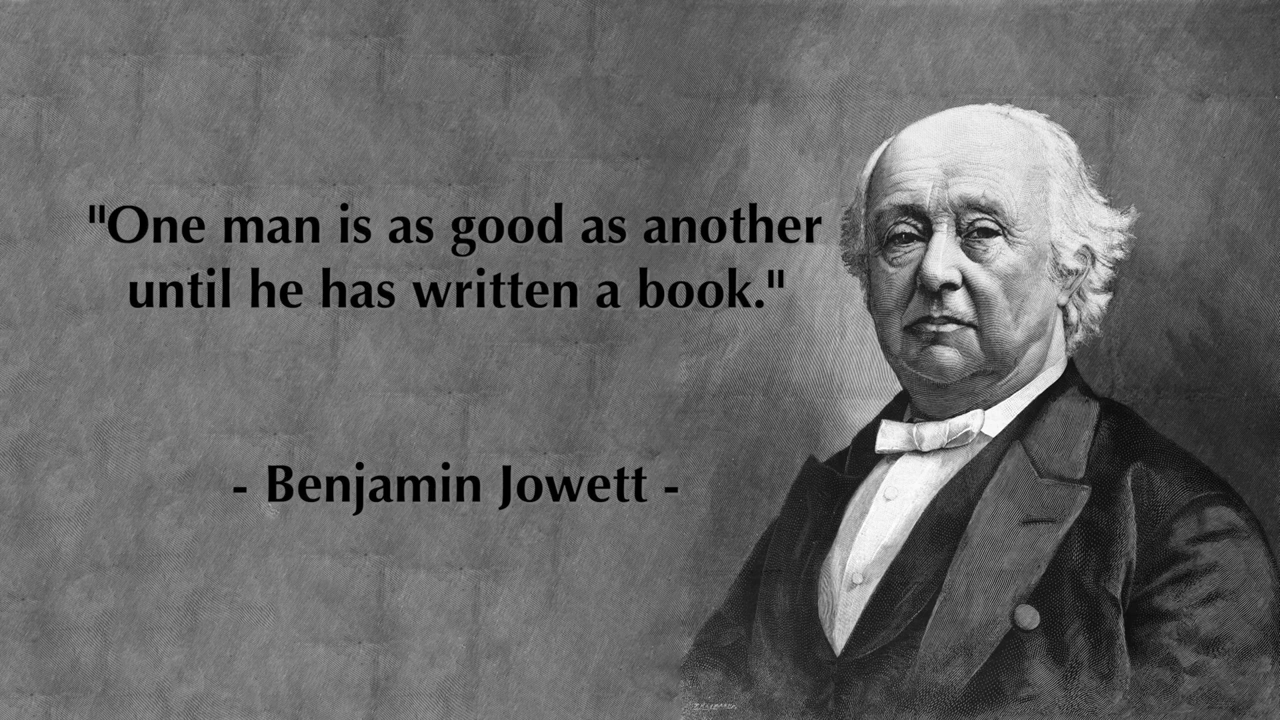 "One man is as good as another
until he has written a book."
- Benjamin Jowett -